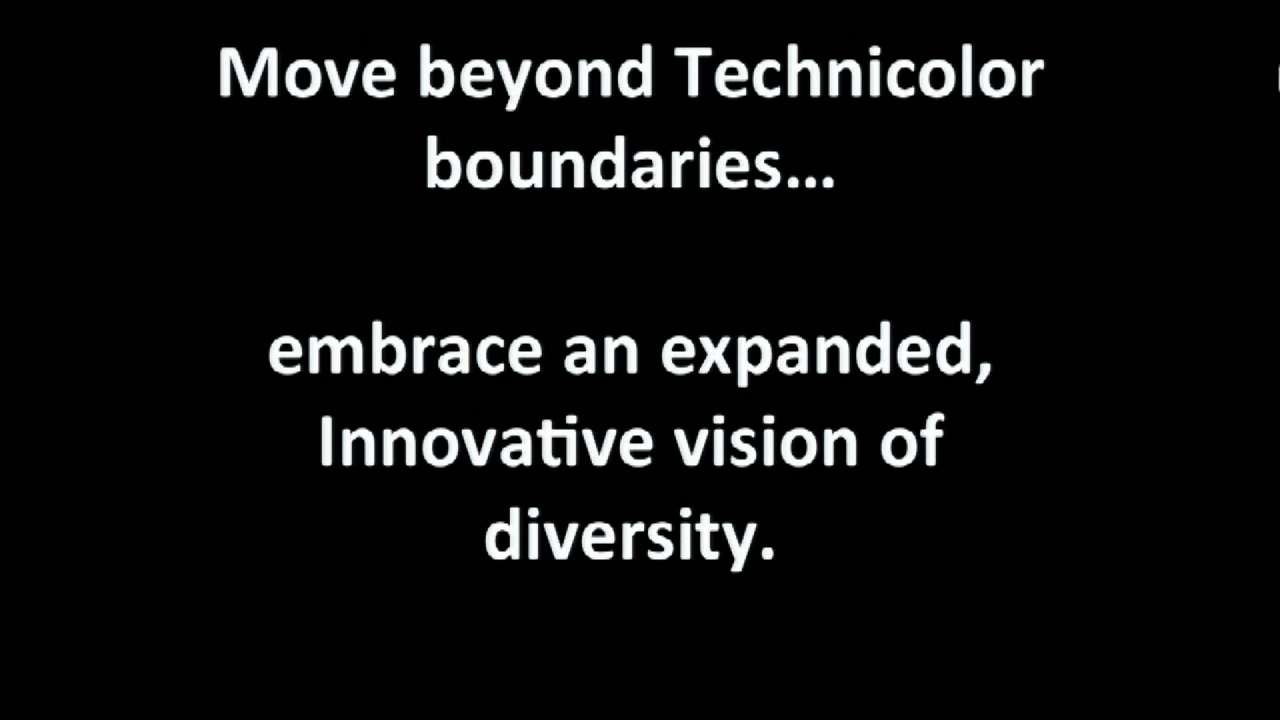 Move beyond Technicolor
boundaries...
embrace an expanded,
Innovative vision of
diversity.